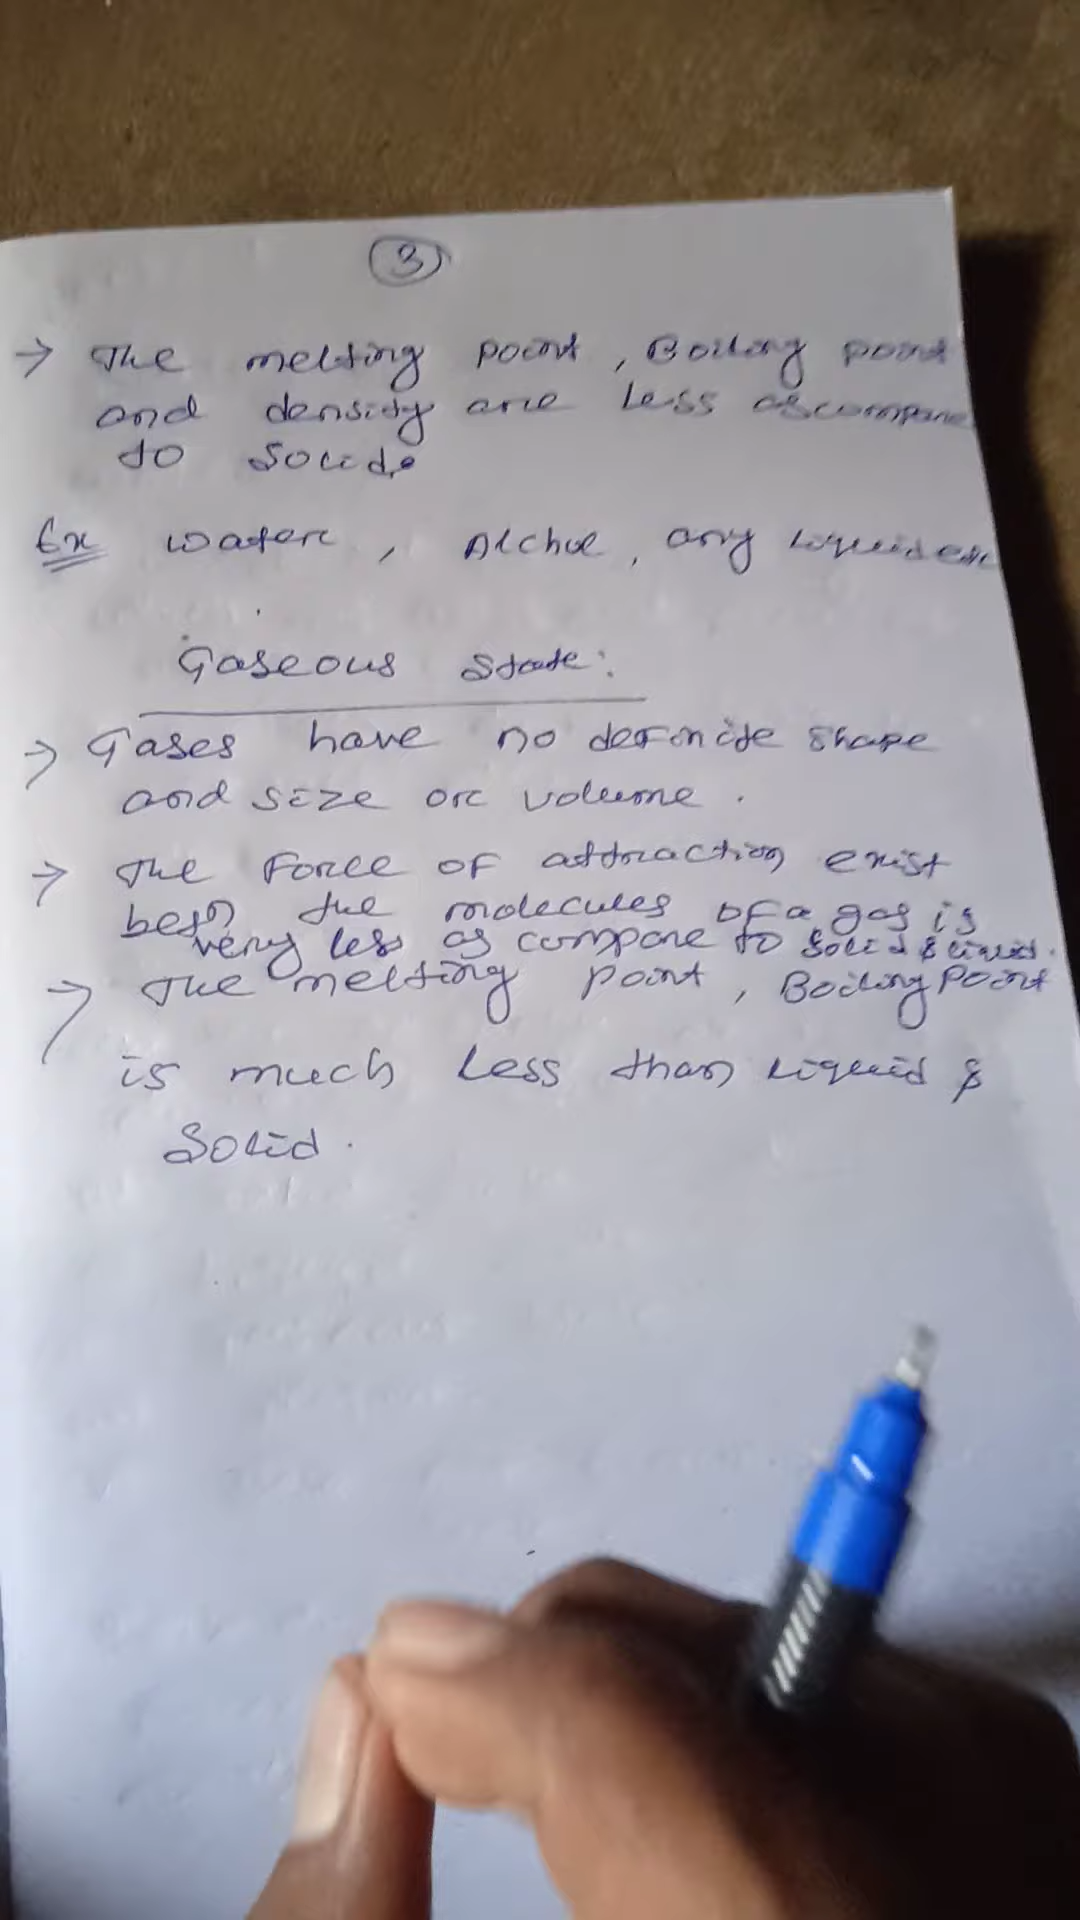 3
→ The melting point, Boiling point
and density are less as compare
to solids
Ex water, Alchol, any liquid etc
Gaseous state:
→ Gases have no definite shape
and size or volume.
→ The Force of attraction exist
betn the molecules of a gas is
very less as compare to solid & liquid.
→ The melting point, Boiling point
is much less than liquid &
solid.